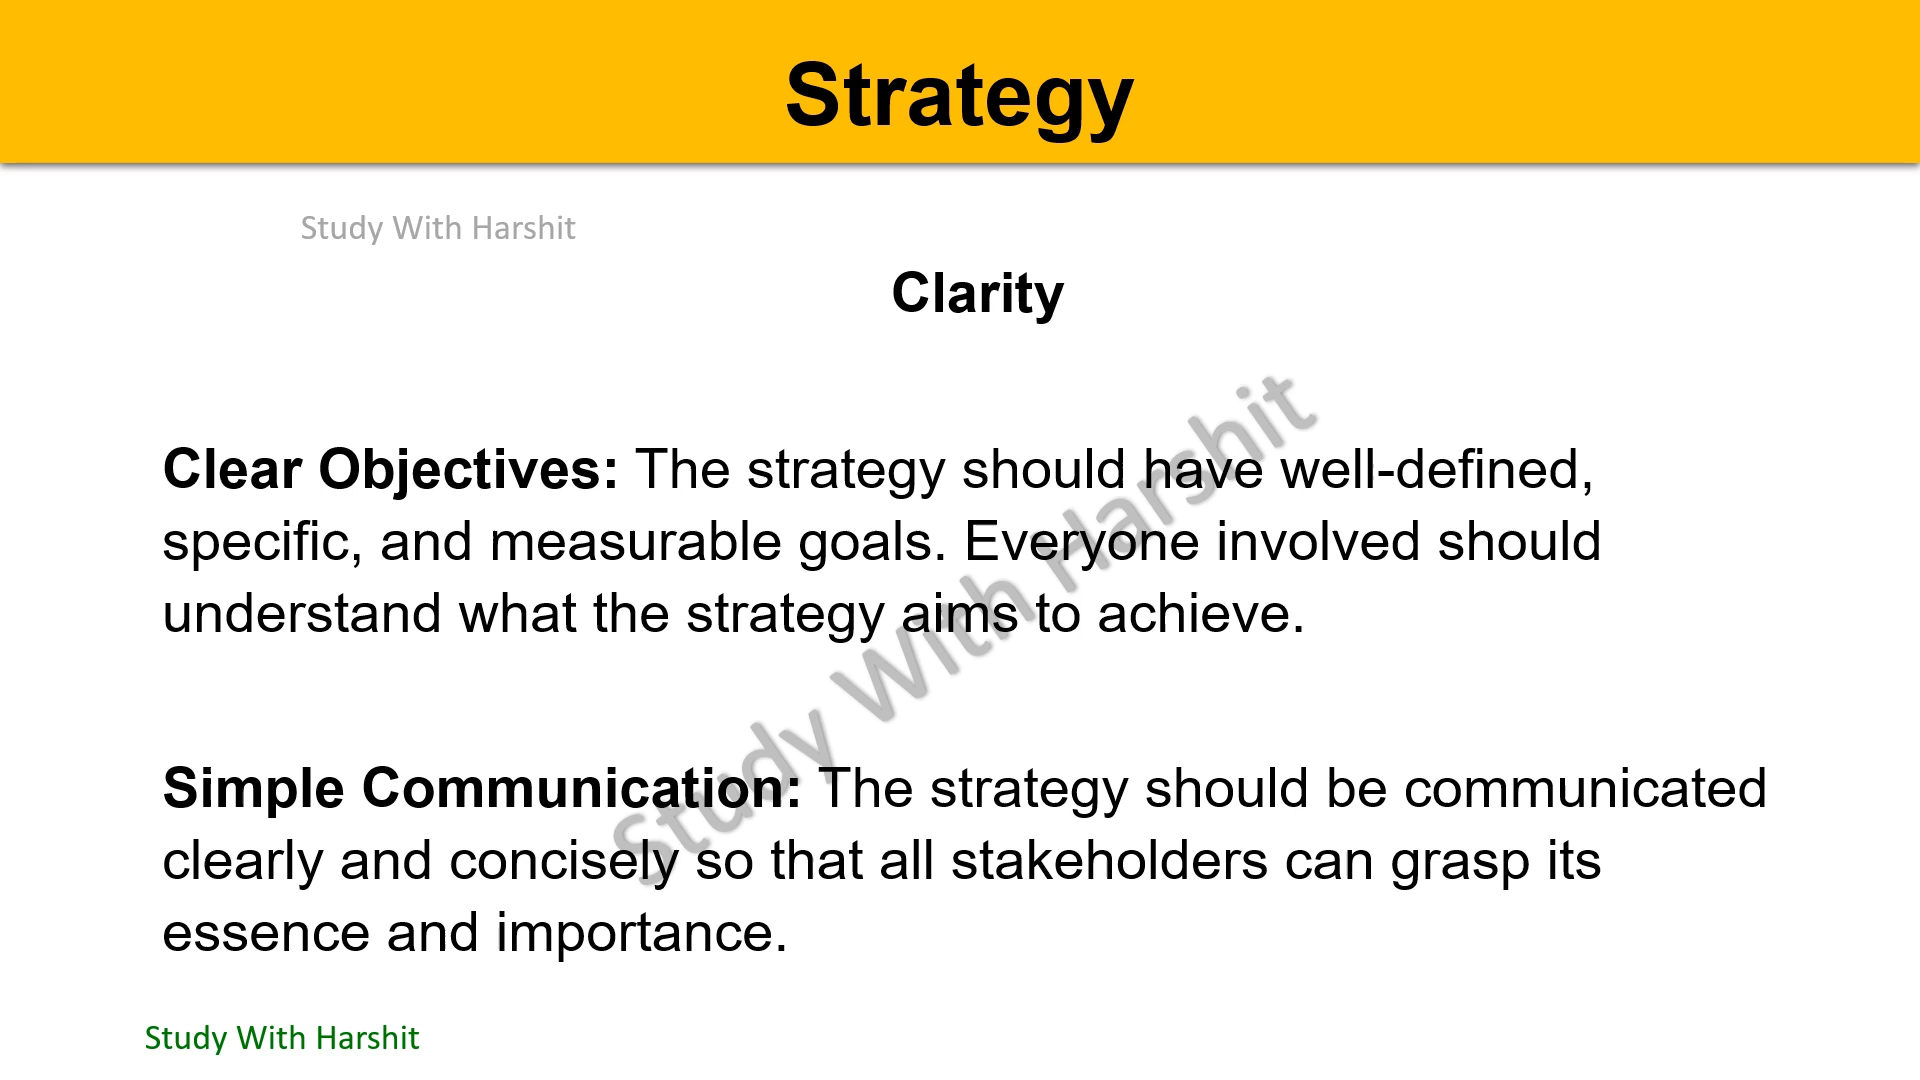 Strategy
Study With Harshit
Clarity
Clear Objectives: The strategy should have well-defined,
specific, and measurable goals. Everyone involved should
understand what the strategy aims to achieve.
Study With Harshit
Simple Communication: The strategy should be communicated
clearly and concisely so that all stakeholders can grasp its
essence and importance.
Study With Harshit